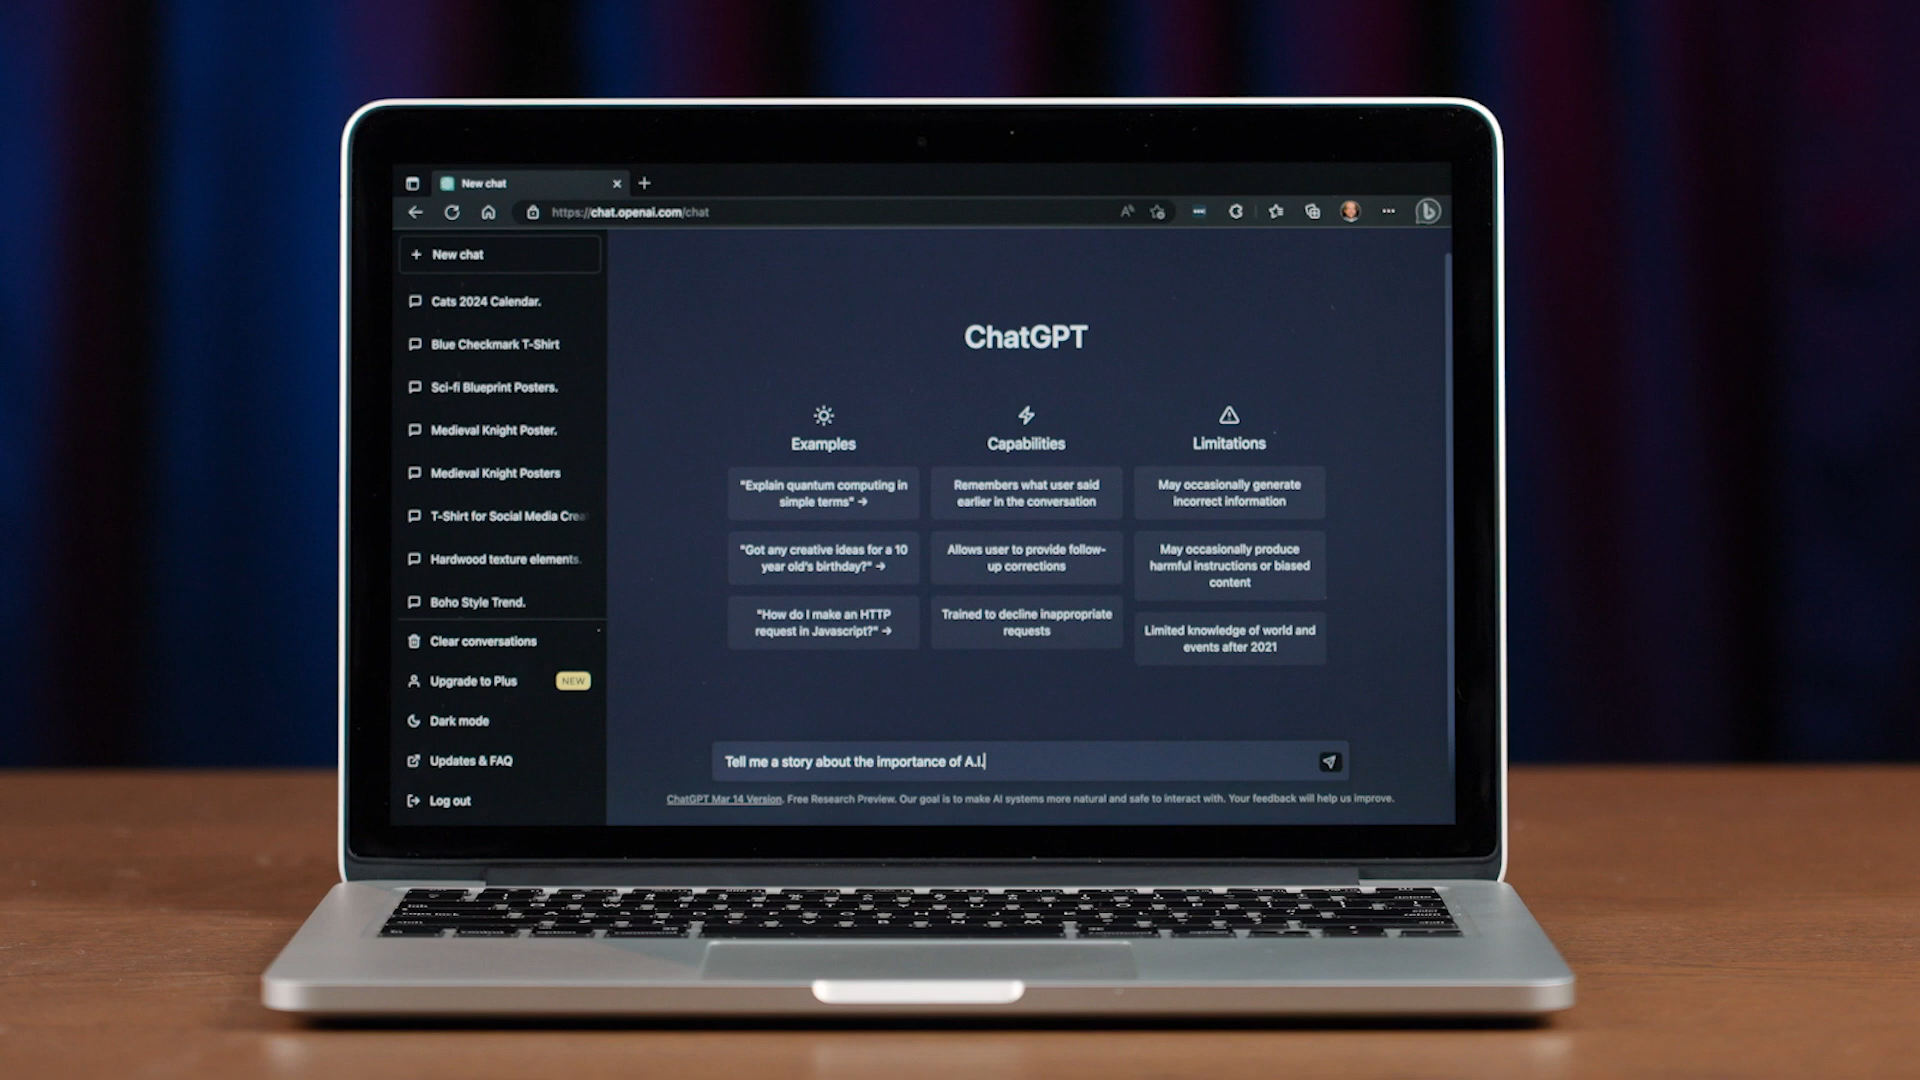 New chat
https://chat.openai.com/chat
New chat
Cats 2024 Calendar.
Blue Checkmark T-Shirt
Sci-fi Blueprint Posters.
Medieval Knight Poster.
Medieval Knight Posters
T-Shirt for Social Media Crea
Hardwood texture elements.
Boho Style Trend.
Clear conversations
Upgrade to Plus NEW
Dark mode
Updates & FAQ
Log out
ChatGPT
Examples
"Explain quantum computing in
simple terms" →
"Got any creative ideas for a 10
year old's birthday?" →
"How do I make an HTTP
request in Javascript?" →
Capabilities
Remembers what user said
earlier in the conversation
Allows user to provide follow-
up corrections
Trained to decline inappropriate
requests
Limitations
May occasionally generate
incorrect information
May occasionally produce
harmful instructions or biased
content
Limited knowledge of world and
events after 2021
Tell me a story about the importance of A.I.
ChatGPT Mar 14 Version. Free Research Preview. Our goal is to make AI systems more natural and safe to interact with. Your feedback will help us improve.